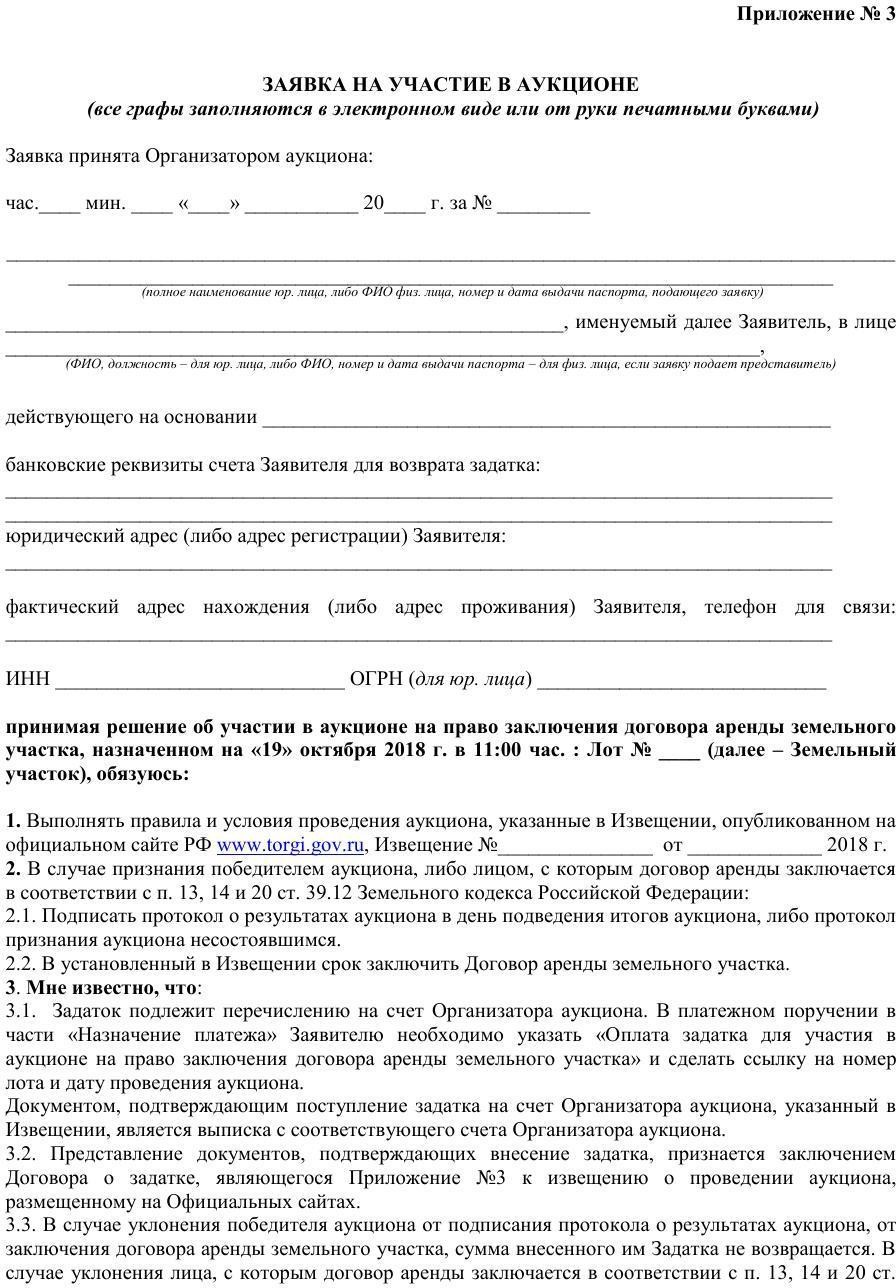 Приложение № 3
ЗАЯВКА НА УЧАСТИЕ В АУКЦИОНЕ
(все графы заполняются в электронном виде или от руки печатными буквами)
Заявка принята Организатором аукциона:
час.____ мин. ____ «____» ___________ 20____ г. за № _________
(полное наименование юр. лица, либо ФИО физ. лица, номер и дата выдачи паспорта, подающего заявку)
______________________________________________________, именуемый далее Заявитель, в лице
_________________________________________________________________________,
(ФИО, должность – для юр. лица, либо ФИО, номер и дата выдачи паспорта – для физ. лица, если заявку подает представитель)
действующего на основании _______________________________________________________
банковские реквизиты счета Заявителя для возврата задатка:
юридический адрес (либо адрес регистрации) Заявителя:
фактический адрес нахождения (либо адрес проживания) Заявителя, телефон для связи:
ИНН ____________________________ ОГРН (для юр. лица) ____________________________
принимая решение об участии в аукционе на право заключения договора аренды земельного
участка, назначенном на «19» октября 2018 г. в 11:00 час. : Лот № ____ (далее – Земельный
участок), обязуюсь:
1. Выполнять правила и условия проведения аукциона, указанные в Извещении, опубликованном на
официальном сайте РФ www.torgi.gov.ru, Извещение №_______________ от _____________ 2018 г.
2. В случае признания победителем аукциона, либо лицом, с которым договор аренды заключается
в соответствии с п. 13, 14 и 20 ст. 39.12 Земельного кодекса Российской Федерации:
2.1. Подписать протокол о результатах аукциона в день подведения итогов аукциона, либо протокол
признания аукциона несостоявшимся.
2.2. В установленный в Извещении срок заключить Договор аренды земельного участка.
3. Мне известно, что:
3.1. Задаток подлежит перечислению на счет Организатора аукциона. В платежном поручении в
части «Назначение платежа» Заявителю необходимо указать «Оплата задатка для участия в
аукционе на право заключения договора аренды земельного участка» и сделать ссылку на номер
лота и дату проведения аукциона.
Документом, подтверждающим поступление задатка на счет Организатора аукциона, указанный в
Извещении, является выписка с соответствующего счета Организатора аукциона.
3.2. Представление документов, подтверждающих внесение задатка, признается заключением
Договора о задатке, являющегося Приложение №3 к извещению о проведении аукциона,
размещенному на Официальных сайтах.
3.3. В случае уклонения победителя аукциона от подписания протокола о результатах аукциона, от
заключения договора аренды земельного участка, сумма внесенного им Задатка не возвращается. В
случае уклонения лица, с которым договор аренды заключается в соответствии с п. 13, 14 и 20 ст.